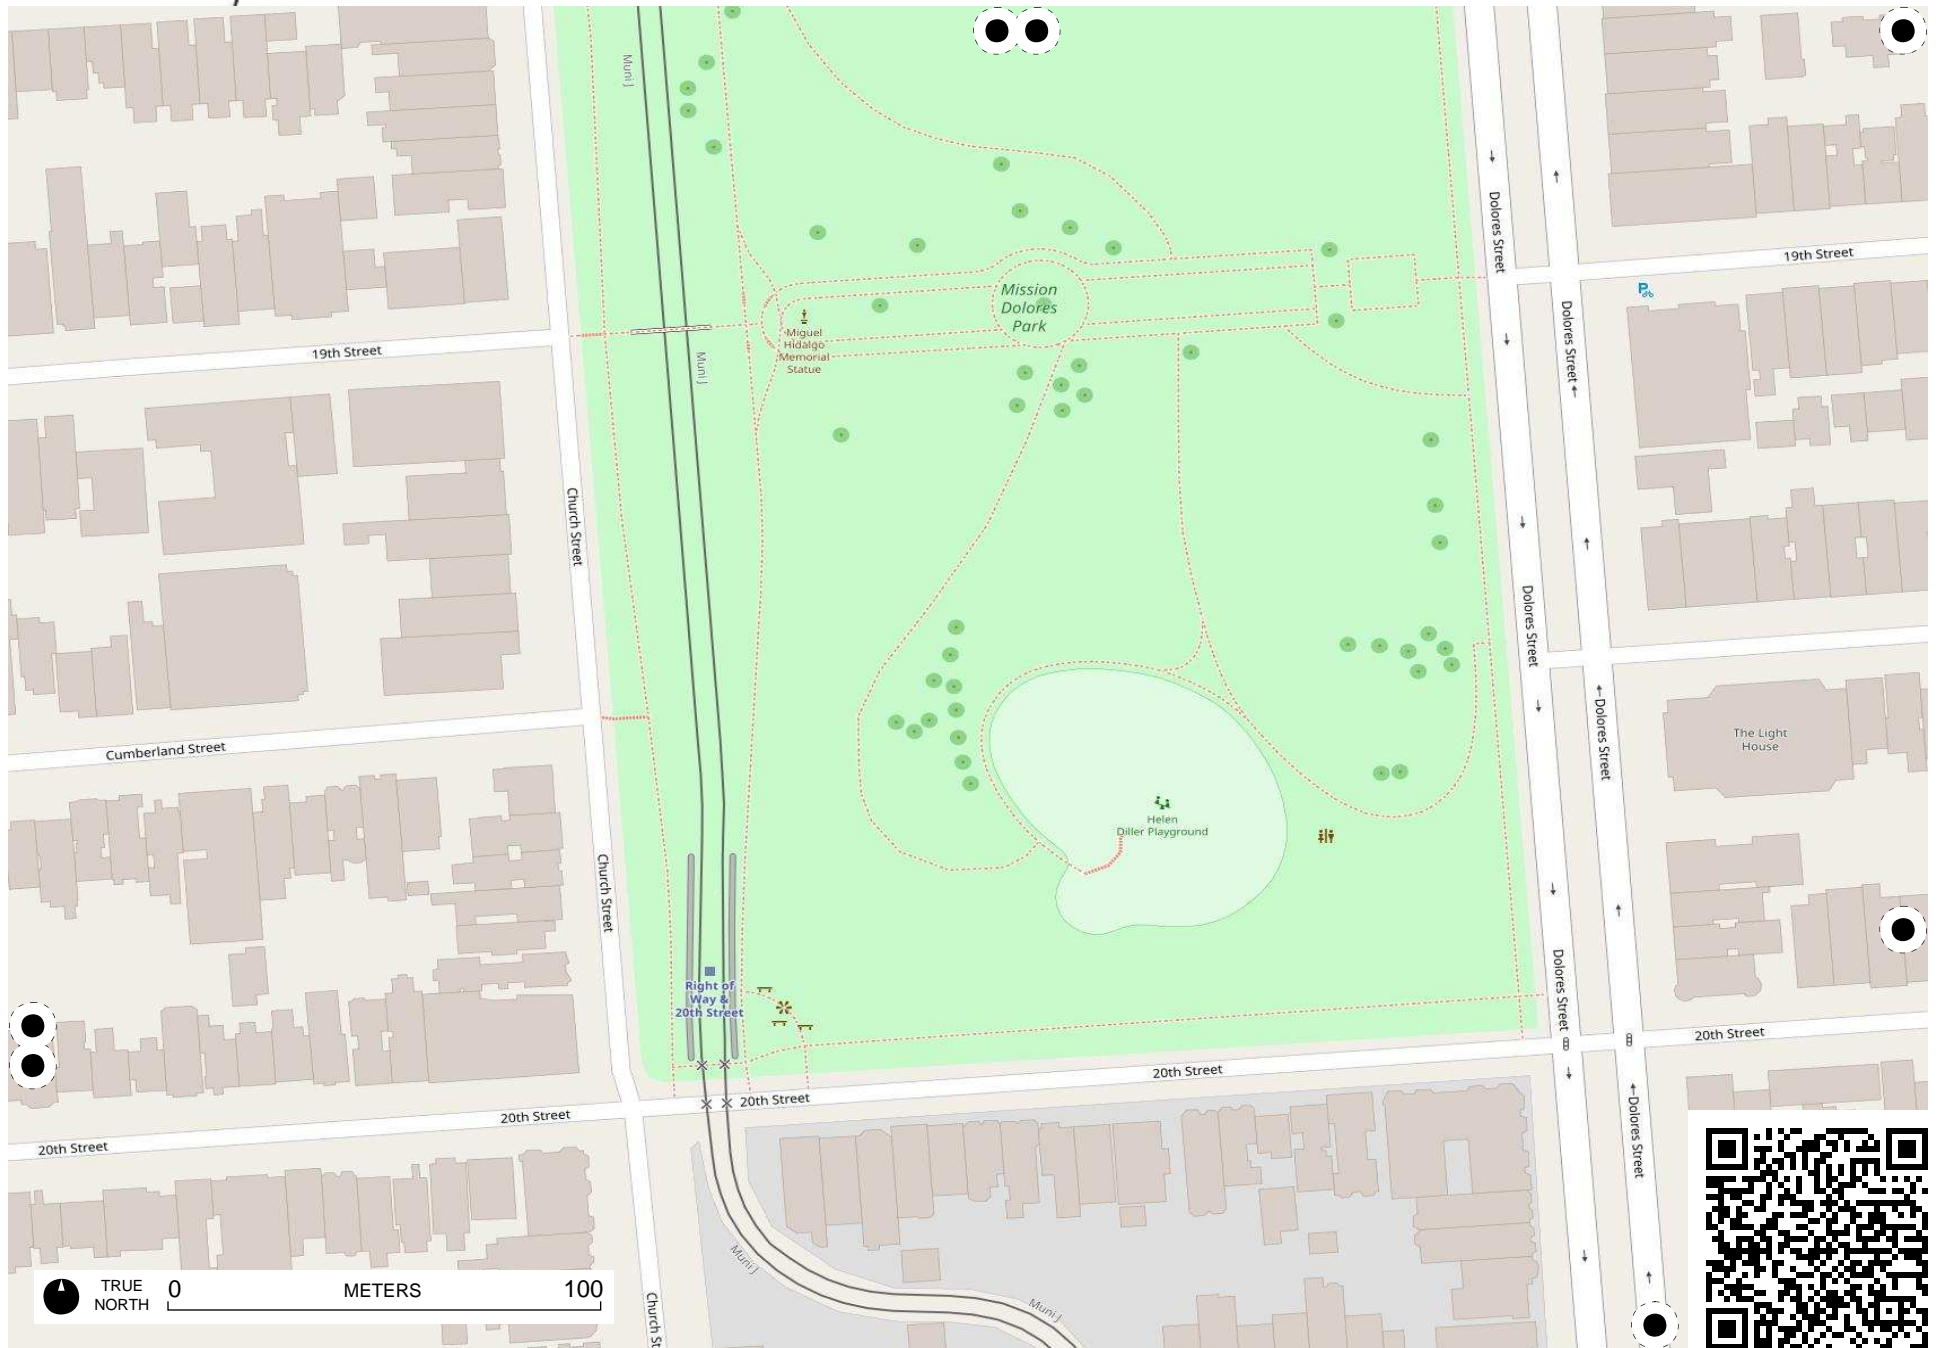 Muni J
Dolores Street
19th Street
Mission
Dolores
Park
P
Dolores Street
Miguel
Hidalgo
Memorial
Statue
19th Street
Muni J
Church Street
Dolores Street
Cumberland Street
Dolores Street
The Light
House
Helen
Diller Playground
Church Street
Dolores Street
Right of
Way &
20th Street
20th Street
20th Street
20th Street
20th Street
20th Street
Dolores Street
Muni J
Muni J
Church St
TRUE
NORTH
0 METERS 100